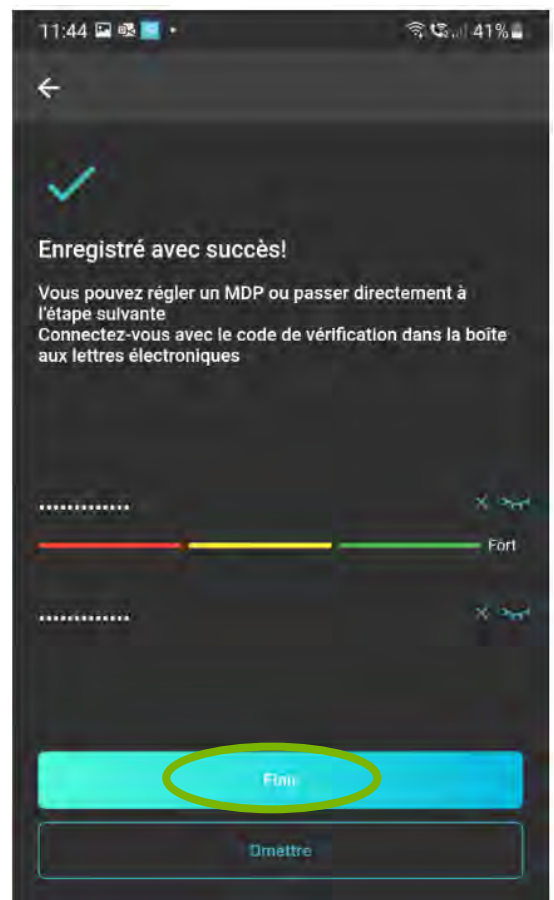 11:44 41%
Enregistré avec succès!
Vous pouvez régler un MDP ou passer directement à
l'étape suivante
Connectez-vous avec le code de vérification dans la boîte
aux lettres électroniques
.............
Fort
.............
Finir
Omettre